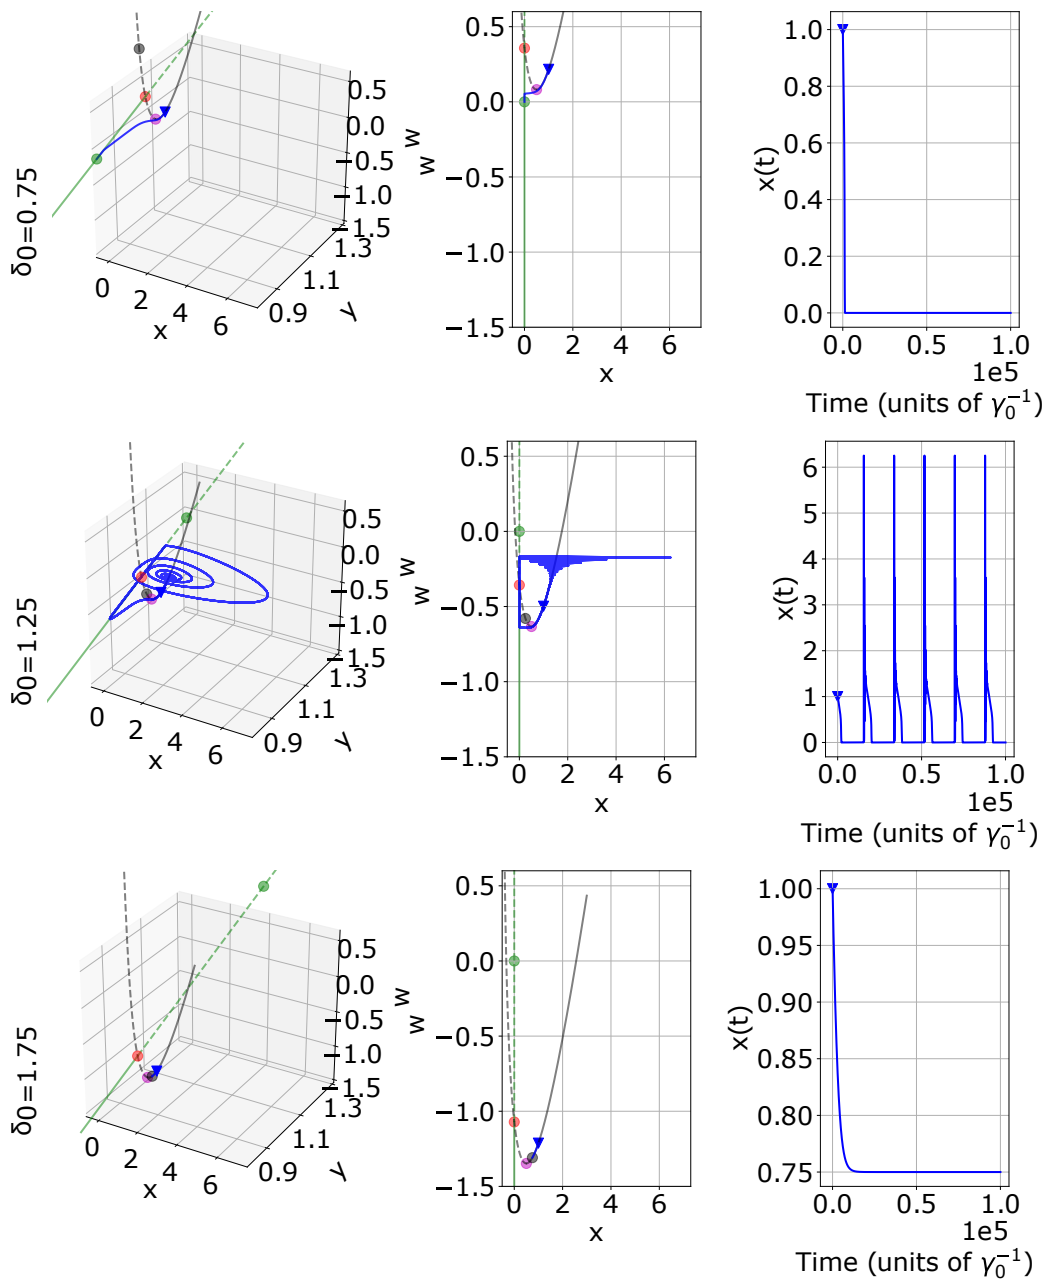 δ0=0.75
0.5
0.0
−0.5
−1.0
−1.5
w
0 2 4 6
x
0.9 1.1 1.3
γ
0.5
0.0
−0.5
−1.0
−1.5
w
0 2 4 6
x
1.0
0.8
0.6
0.4
0.2
0.0
x(t)
0.0 0.5 1.0
1e5
Time (units of γ₀⁻¹)
δ0=1.25
0.5
0.0
−0.5
−1.0
−1.5
w
0 2 4 6
x
0.9 1.1 1.3
γ
0.5
0.0
−0.5
−1.0
−1.5
w
0 2 4 6
x
6
5
4
3
2
1
0
x(t)
0.0 0.5 1.0
1e5
Time (units of γ₀⁻¹)
δ0=1.75
0.5
0.0
−0.5
−1.0
−1.5
w
0 2 4 6
x
0.9 1.1 1.3
γ
0.5
0.0
−0.5
−1.0
−1.5
w
0 2 4 6
x
1.00
0.95
0.90
0.85
0.80
0.75
x(t)
0.0 0.5 1.0
1e5
Time (units of γ₀⁻¹)